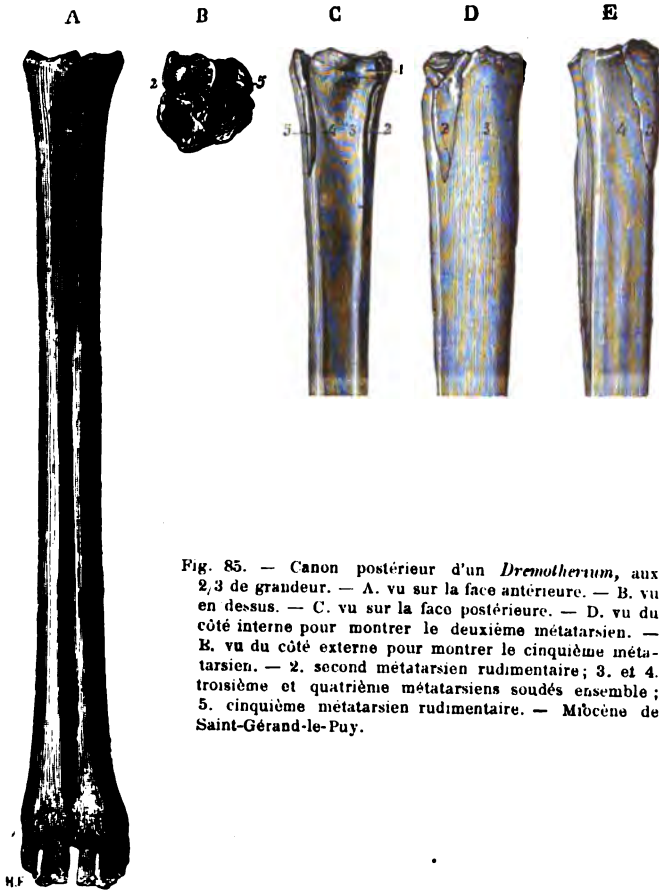 A B C D E
2 5
1
5 4 3 2
2 3
4 5
Fig. 85. — Canon postérieur d'un Dremotherium, aux
2/3 de grandeur. — A. vu sur la face antérieure. — B. vu
en dessus. — C. vu sur la face postérieure. — D. vu du
côté interne pour montrer le deuxième métatarsien. —
E. vu du côté externe pour montrer le cinquième méta-
tarsien. — 2. second métatarsien rudimentaire; 3. et 4.
troisième et quatrième métatarsiens soudés ensemble;
5. cinquième métatarsien rudimentaire. — Miocène de
Saint-Gérand-le-Puy.
H.F